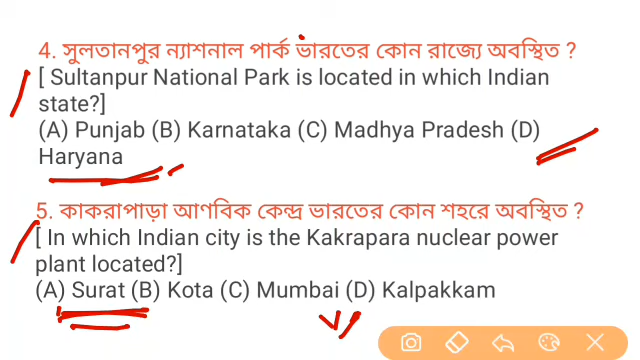 4. সুলতানপুর ন্যাশনাল পার্ক ভারতের কোন রাজ্যে অবস্থিত ?
[ Sultanpur National Park is located in which Indian
state?]
(A) Punjab (B) Karnataka (C) Madhya Pradesh (D)
Haryana
5. কাকরাপাড়া আণবিক কেন্দ্র ভারতের কোন শহরে অবস্থিত ?
[ In which Indian city is the Kakrapara nuclear power
plant located?]
(A) Surat (B) Kota (C) Mumbai (D) Kalpakkam